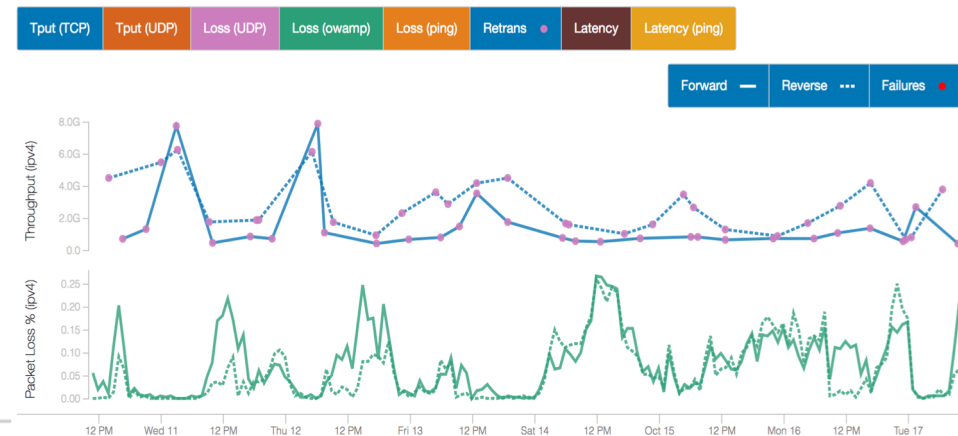 Tput (TCP) Tput (UDP) Loss (UDP) Loss (owamp) Loss (ping) Retrans Latency Latency (ping)
Forward Reverse Failures
Throughput (ipv4)
8.0G
6.0G
4.0G
2.0G
0.0
Packet Loss % (ipv4)
0.25
0.20
0.15
0.10
0.05
0.00
12 PM Wed 11 12 PM Thu 12 12 PM Fri 13 12 PM Sat 14 12 PM Oct 15 12 PM Mon 16 12 PM Tue 17